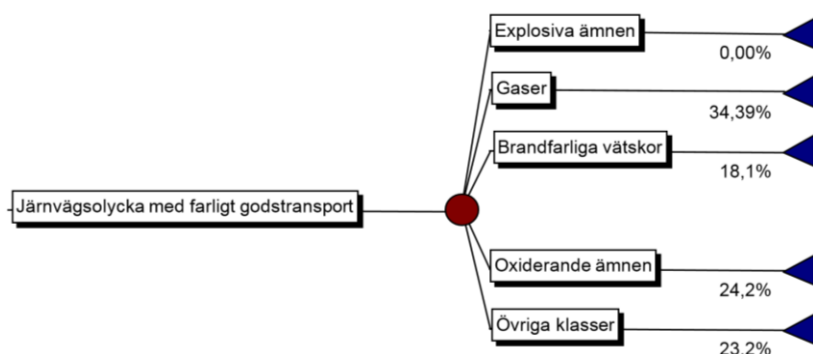 Explosiva ämnen
0,00%
Gaser
34,39%
Brandfarliga vätskor
18,1%
Järnvägsolycka med farligt godstransport
Oxiderande ämnen
24,2%
Övriga klasser
23,2%